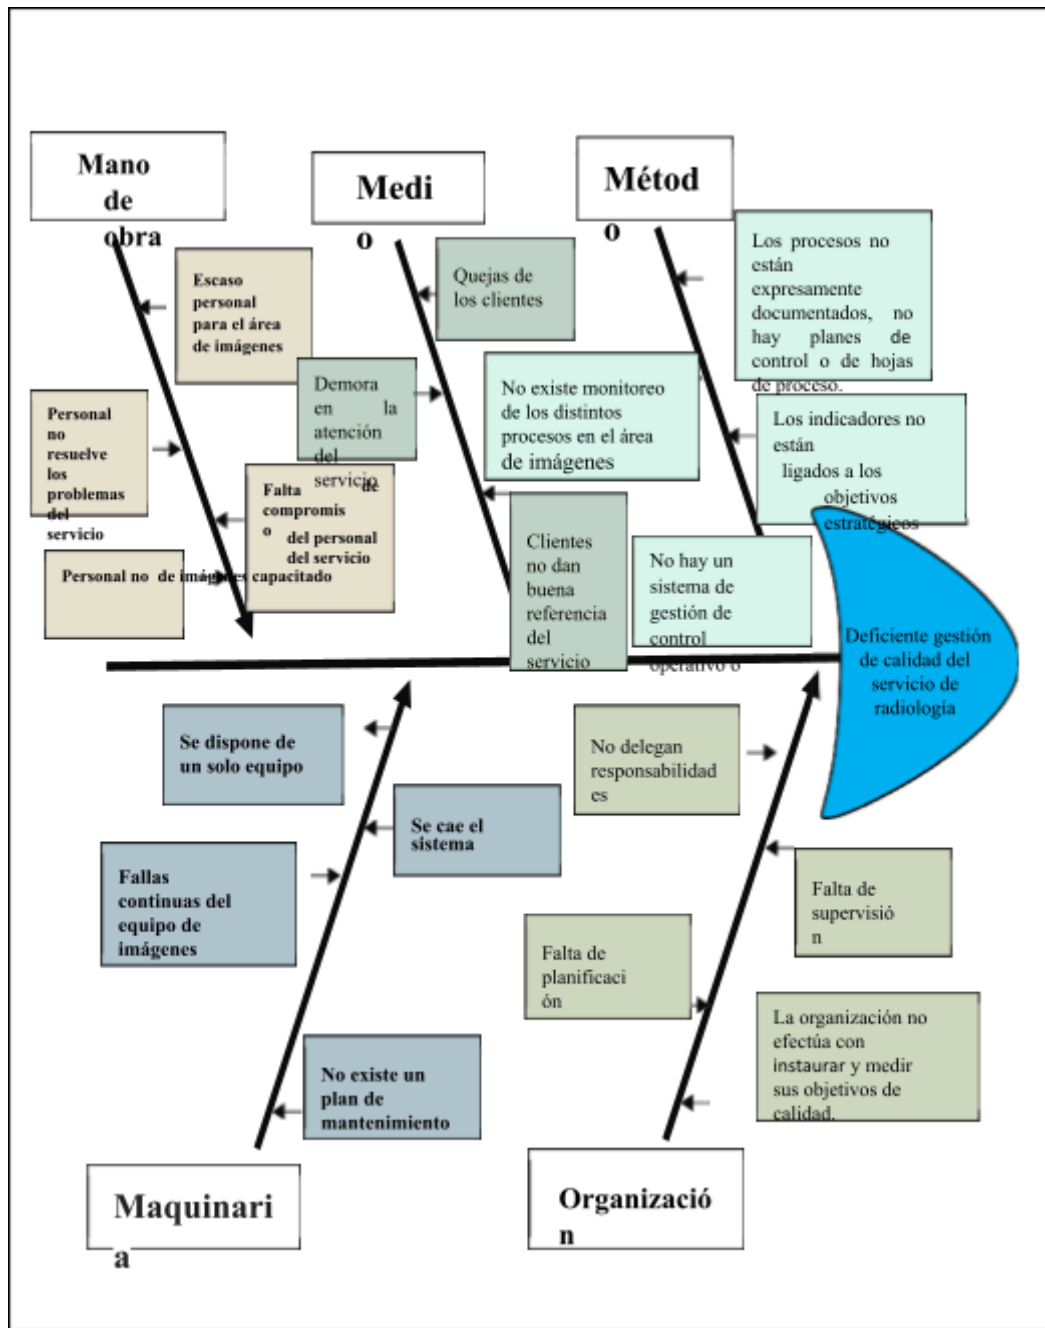 Mano
de
obra
Medi
o
Métod
o
Escaso
personal
para el área
de imágenes
Personal
no
resuelve
los
problemas
del
servicio
Falta de
compromis
o
del personal
del servicio
Personal no de imágenes capacitado
Quejas de
los clientes
Demora
en la
atención
del
servicio
Clientes
no dan
buena
referencia
del
servicio
Los procesos no
están
expresamente
documentados, no
hay planes de
control o de hojas
de proceso.
No existe monitoreo
de los distintos
procesos en el área
de imágenes
Los indicadores no
están
ligados a los
objetivos
estratégicos
No hay un
sistema de
gestión de
control
operativo o
Deficiente gestión
de calidad del
servicio de
radiología
Se dispone de
un solo equipo
Se cae el
sistema
Fallas
continuas del
equipo de
imágenes
No existe un
plan de
mantenimiento
No delegan
responsabilidad
es
Falta de
supervisió
n
Falta de
planificaci
ón
La organización no
efectúa con
instaurar y medir
sus objetivos de
calidad.
Maquinari
a
Organizació
n